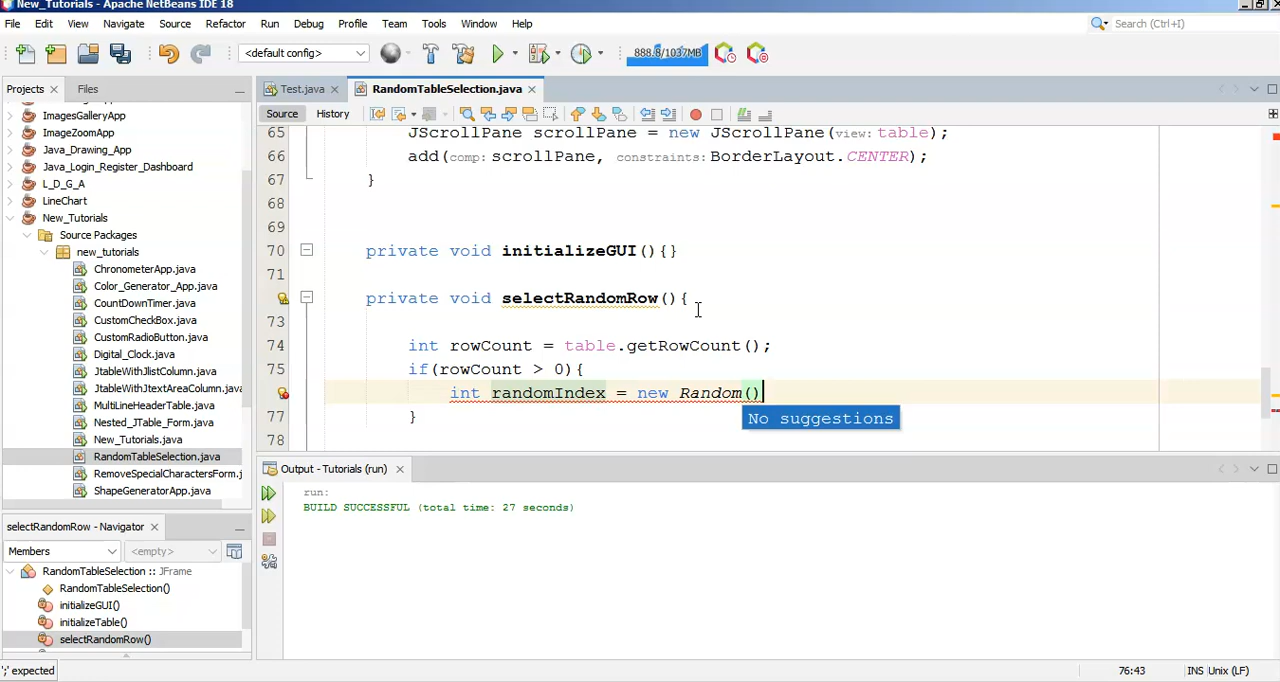 New_Tutorials - Apache NetBeans IDE 18
File Edit View Navigate Source Refactor Run Debug Profile Team Tools Window Help
Search (Ctrl+I)
<default config>
888.8/1037MB
Projects
Files
Test.java
RandomTableSelection.java
Source
History
ImagesGalleryApp
ImageZoomApp
Java_Drawing_App
Java_Login_Register_Dashboard
L_D_G_A
LineChart
New_Tutorials
Source Packages
new_tutorials
ChronometerApp.java
Color_Generator_App.java
CountDownTimer.java
CustomCheckBox.java
CustomRadioButton.java
Digital_Clock.java
JtableWithJlistColumn.java
JtableWithJtextAreaColumn.java
MultiLineHeaderTable.java
Nested_JTable_Form.java
New_Tutorials.java
RandomTableSelection.java
RemoveSpecialCharactersForm.j
ShapeGeneratorApp.java
65 JScrollPane scrollPane = new JScrollPane(view: table);
66 add(comp: scrollPane, constraints: BorderLayout.CENTER);
67 }
68
69
70 private void initializeGUI(){}
71
private void selectRandomRow(){
73
74 int rowCount = table.getRowCount();
75 if(rowCount > 0){
int randomIndex = new Random()
77 }
78
No suggestions
Output - Tutorials (run)
run:
BUILD SUCCESSFUL (total time: 27 seconds)
selectRandomRow - Navigator
Members
<empty>
RandomTableSelection :: JFrame
RandomTableSelection()
initializeGUI()
initializeTable()
selectRandomRow()
';' expected
76:43
INS Unix (LF)